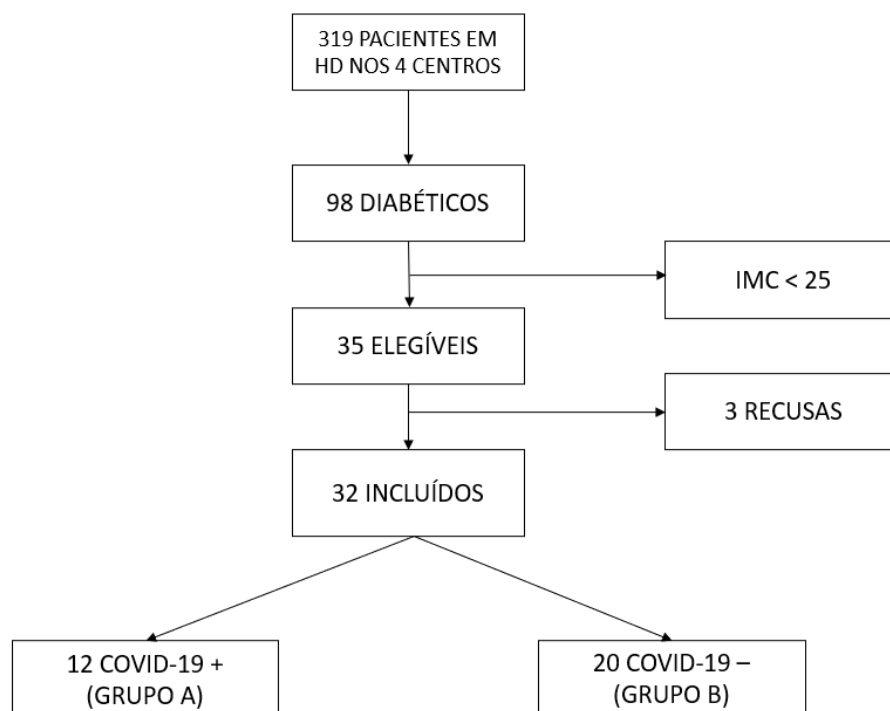 319 PACIENTES EM
HD NOS 4 CENTROS
98 DIABÉTICOS
IMC < 25
35 ELEGÍVEIS
3 RECUSAS
32 INCLUÍDOS
12 COVID-19 +
(GRUPO A)
20 COVID-19 –
(GRUPO B)